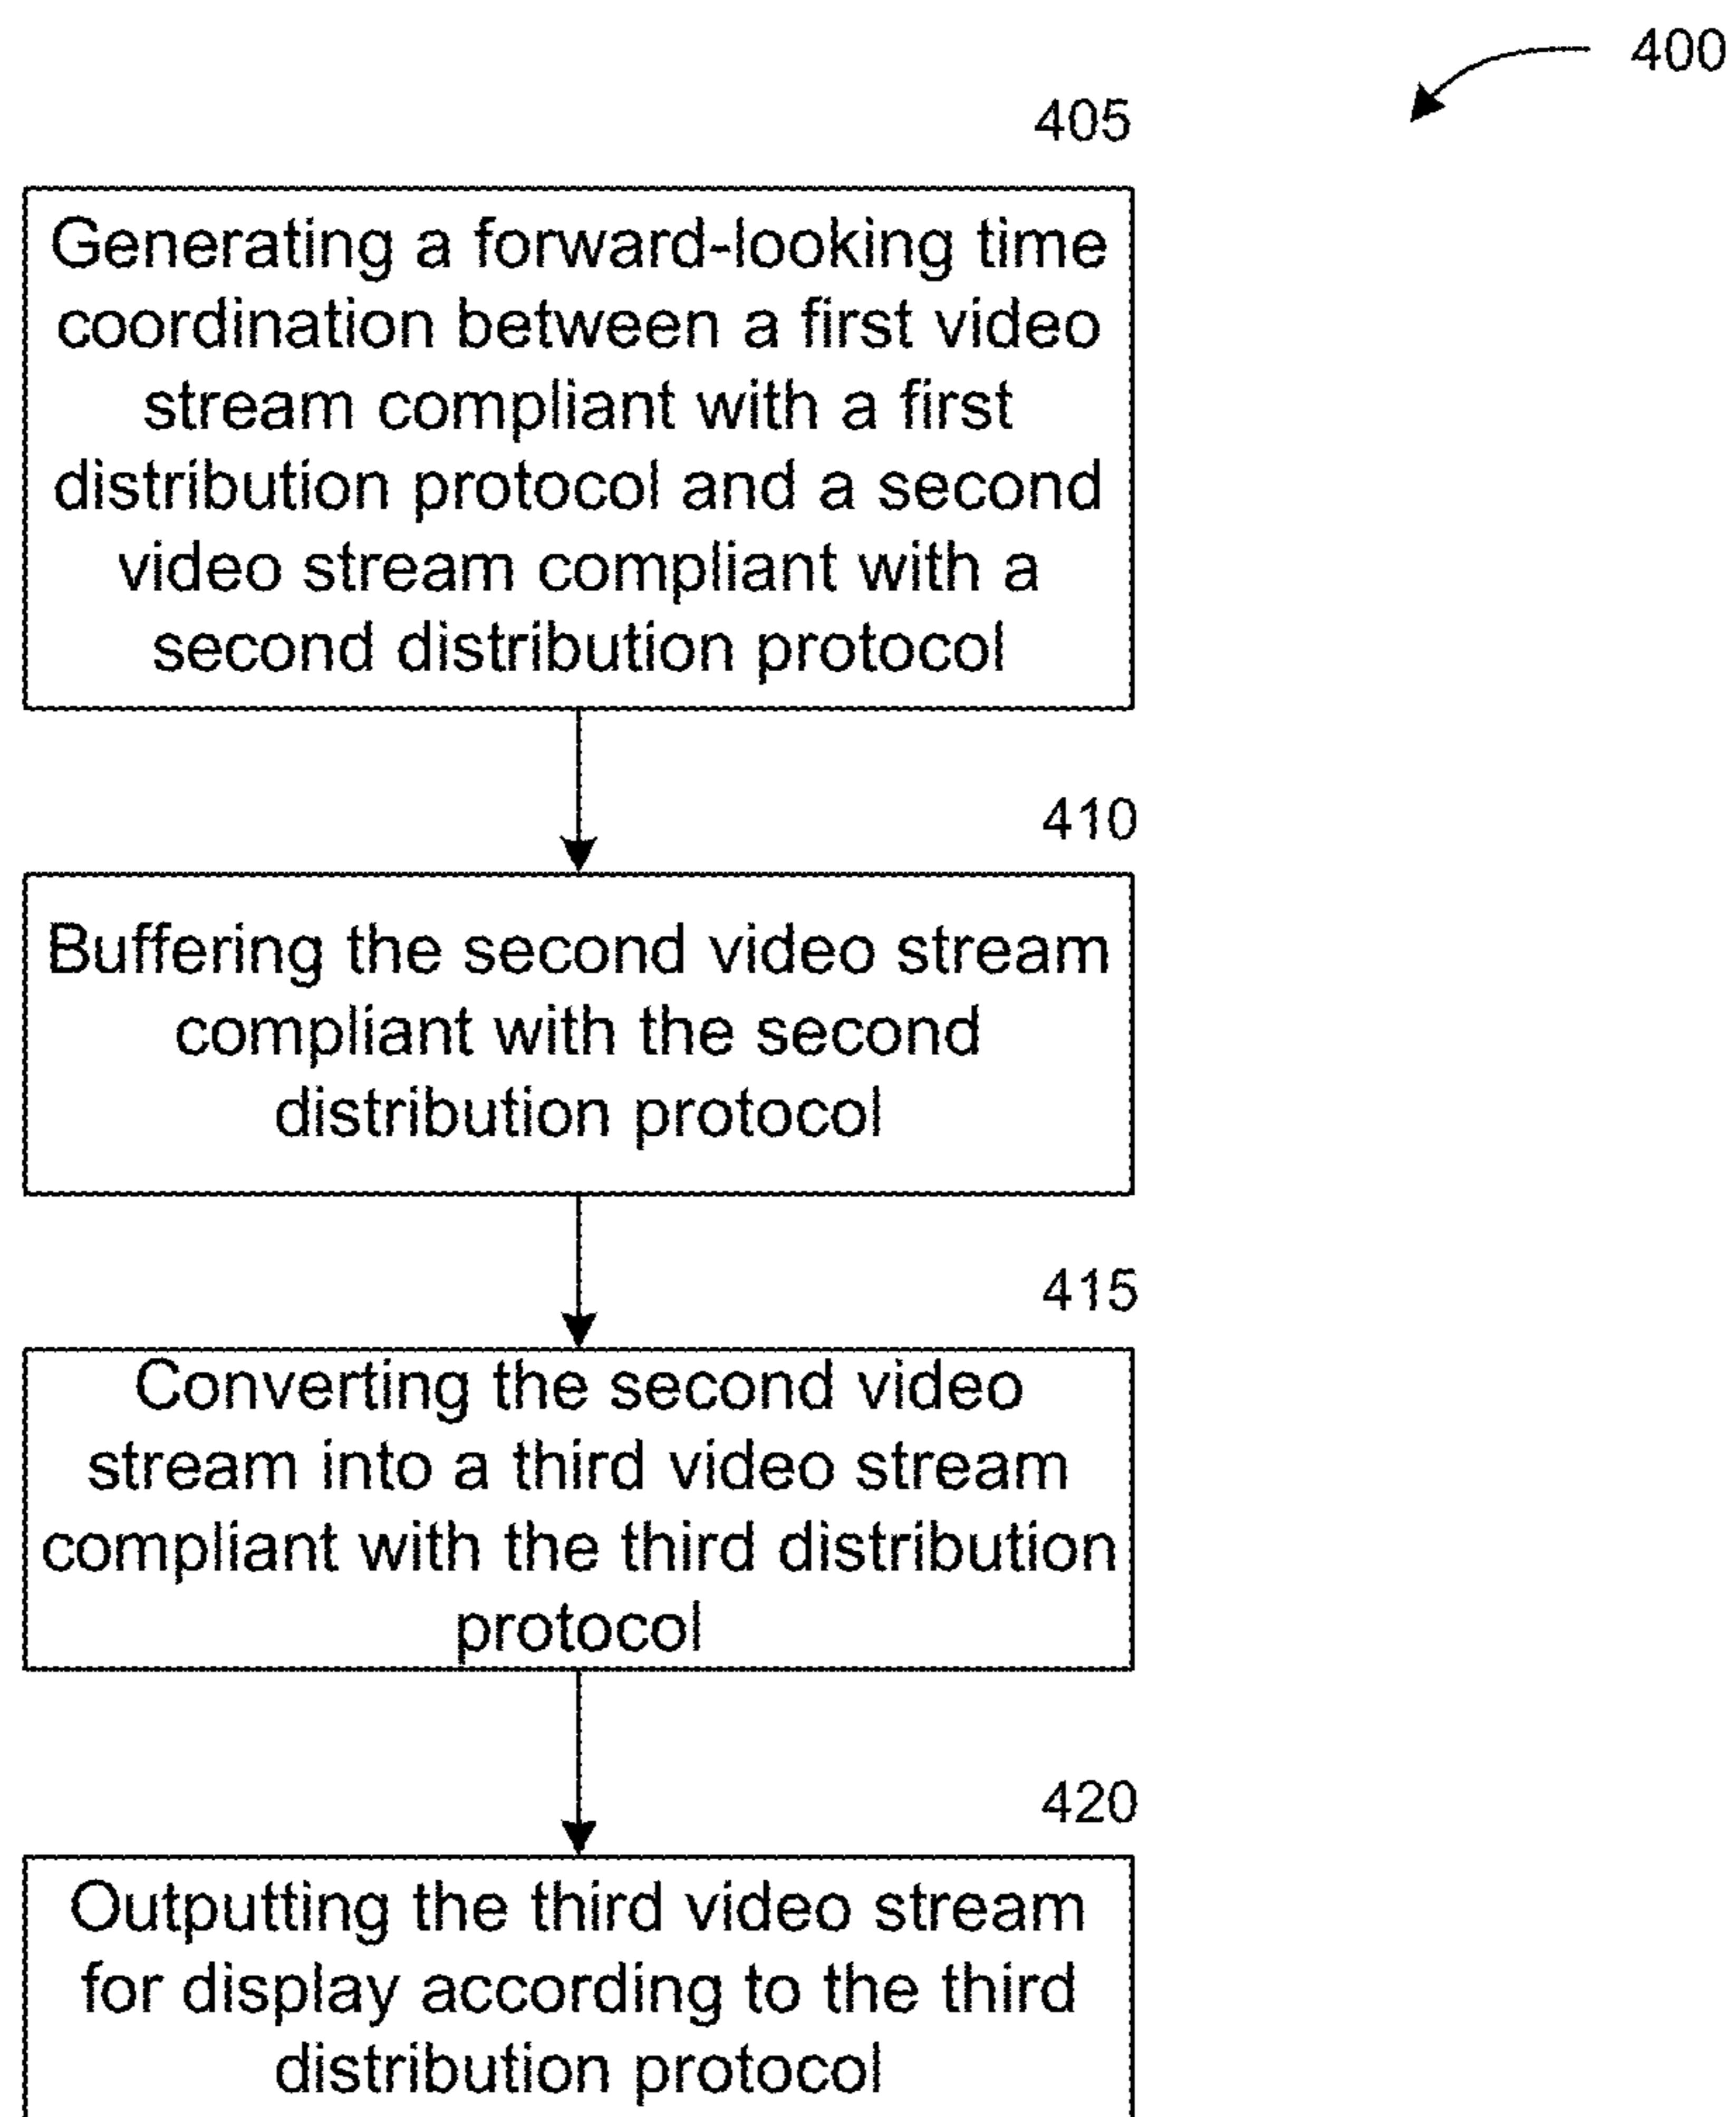 400
405
Generating a forward-looking time
coordination between a first video
stream compliant with a first
distribution protocol and a second
video stream compliant with a
second distribution protocol
410
Buffering the second video stream
compliant with the second
distribution protocol
415
Converting the second video
stream into a third video stream
compliant with the third distribution
protocol
420
Outputting the third video stream
for display according to the third
distribution protocol